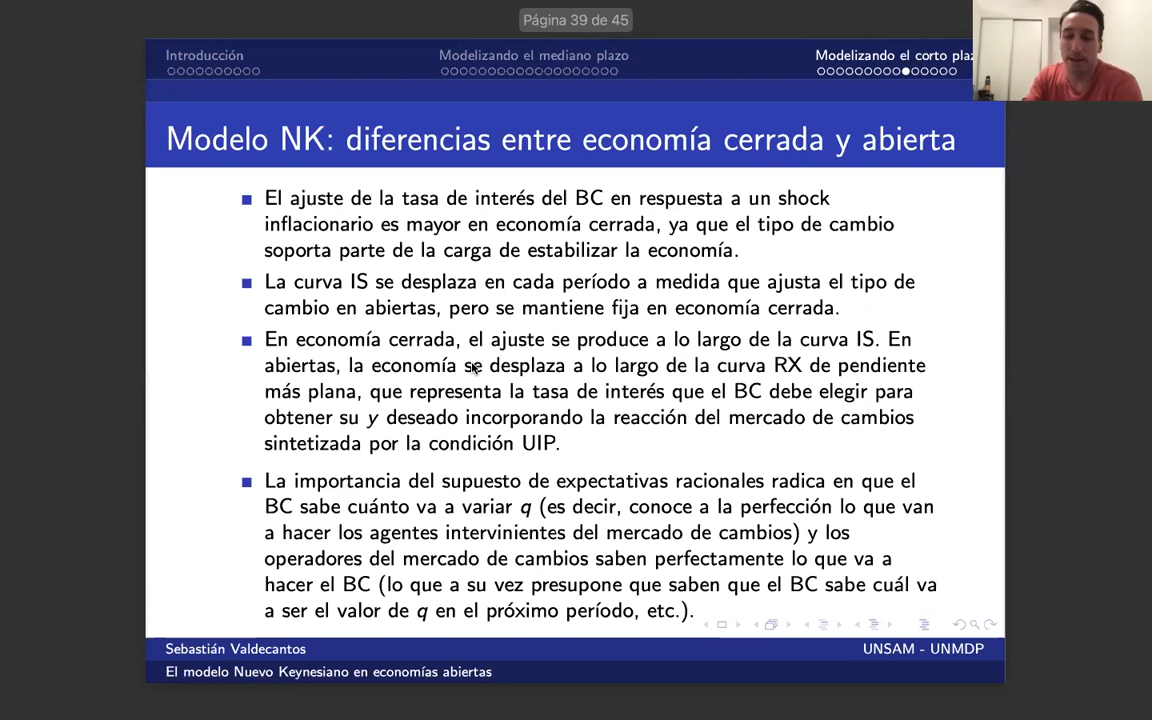 Página 39 de 45
Introducción
Modelizando el mediano plazo
Modelizando el corto plaz
Modelo NK: diferencias entre economía cerrada y abierta
El ajuste de la tasa de interés del BC en respuesta a un shock
inflacionario es mayor en economía cerrada, ya que el tipo de cambio
soporta parte de la carga de estabilizar la economía.
La curva IS se desplaza en cada período a medida que ajusta el tipo de
cambio en abiertas, pero se mantiene fija en economía cerrada.
En economía cerrada, el ajuste se produce a lo largo de la curva IS. En
abiertas, la economía se desplaza a lo largo de la curva RX de pendiente
más plana, que representa la tasa de interés que el BC debe elegir para
obtener su y deseado incorporando la reacción del mercado de cambios
sintetizada por la condición UIP.
La importancia del supuesto de expectativas racionales radica en que el
BC sabe cuánto va a variar q (es decir, conoce a la perfección lo que van
a hacer los agentes intervinientes del mercado de cambios) y los
operadores del mercado de cambios saben perfectamente lo que va a
hacer el BC (lo que a su vez presupone que saben que el BC sabe cuál va
a ser el valor de q en el próximo período, etc.).
Sebastián Valdecantos
UNSAM - UNMDP
El modelo Nuevo Keynesiano en economías abiertas